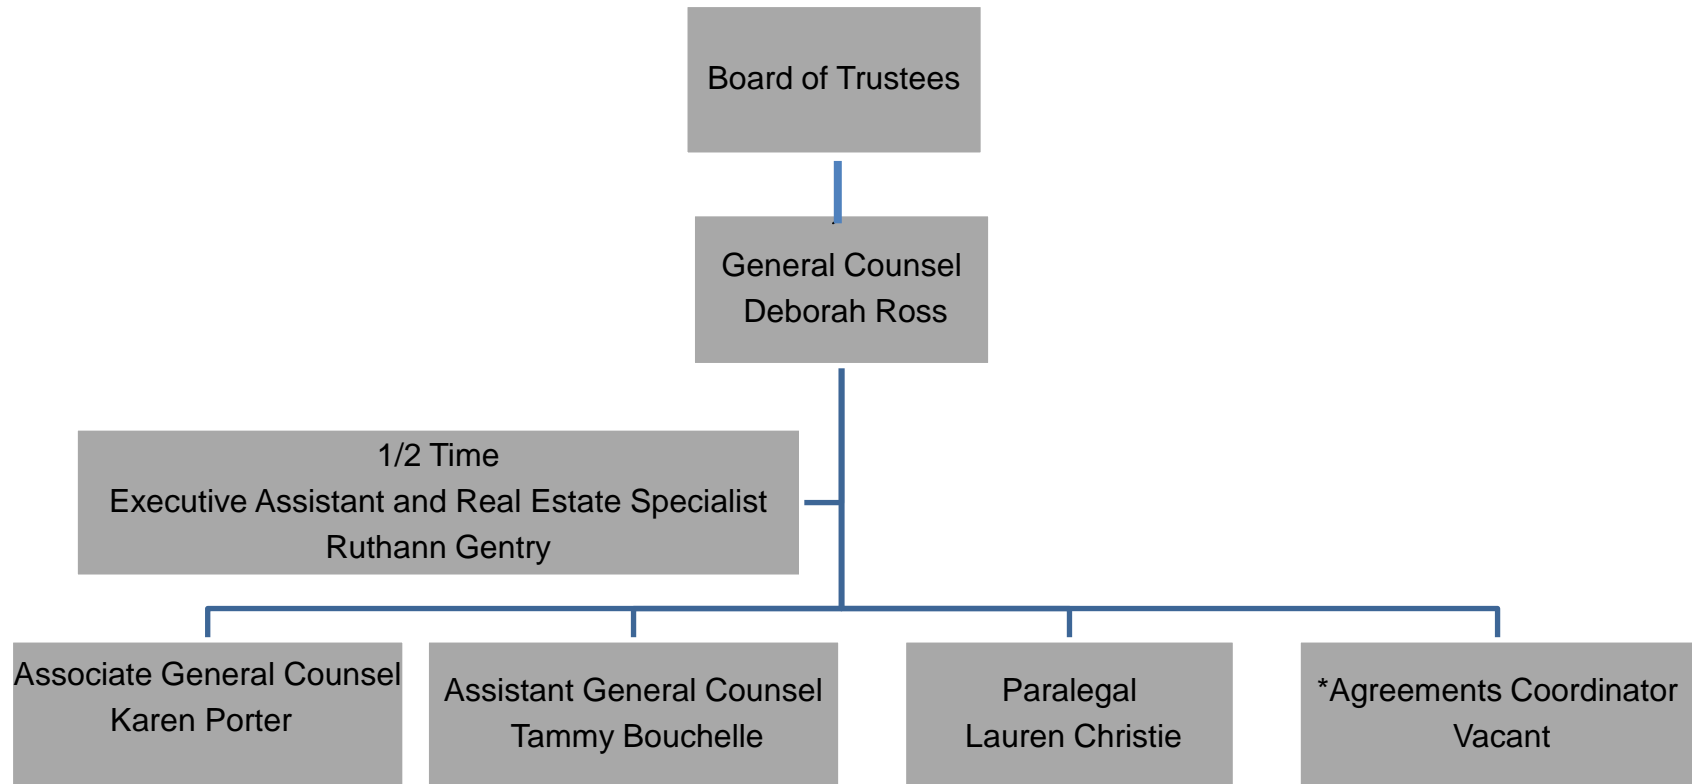 Board of Trustees
General Counsel
Deborah Ross
1/2 Time
Executive Assistant and Real Estate Specialist
Ruthann Gentry
Associate General Counsel
Karen Porter
Assistant General Counsel
Tammy Bouchelle
Paralegal
Lauren Christie
*Agreements Coordinator
Vacant